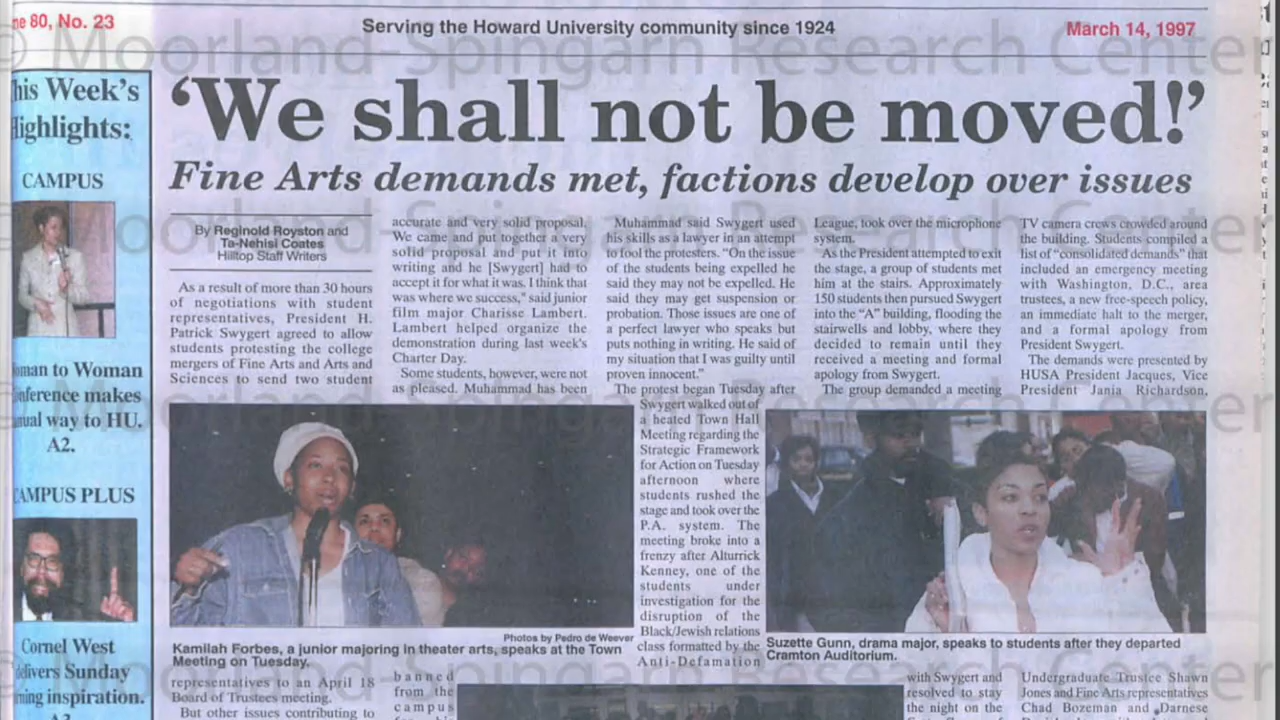 ne 80, No. 23
Serving the Howard University community since 1924
March 14, 1997
© Moorland-Spingarn Research Center
his Week's
Highlights:
CAMPUS
oman to Woman
onference makes
nual way to HU.
A2.
CAMPUS PLUS
Cornel West
delivers Sunday
ning inspiration.
'We shall not be moved!'
Fine Arts demands met, factions develop over issues
By Reginold Royston and
Ta-Nehisi Coates
Hilltop Staff Writers
As a result of more than 30 hours
of negotiations with student
representatives, President H.
Patrick Swygert agreed to allow
students protesting the college
mergers of Fine Arts and Arts and
Sciences to send two student
accurate and very solid proposal.
We came and put together a very
solid proposal and put it into
writing and he [Swygert] had to
accept it for what it was. I think that
was where we success," said junior
film major Charisse Lambert.
Lambert helped organize the
demonstration during last week's
Charter Day.
Some students, however, were not
as pleased. Muhammad has been
Muhammad said Swygert used
his skills as a lawyer in an attempt
to fool the protesters. "On the issue
of the students being expelled he
said they may not be expelled. He
said they may get suspension or
probation. Those issues are one of
a perfect lawyer who speaks but
puts nothing in writing. He said of
my situation that I was guilty until
proven innocent."
The protest began Tuesday after
Swygert walked out of
a heated Town Hall
Meeting regarding the
Strategic Framework
for Action on Tuesday
afternoon where
students rushed the
stage and took over the
P.A. system. The
meeting broke into a
frenzy after Alturrick
Kenney, one of the
students under
investigation for the
disruption of the
Black/Jewish relations
class formatted by the
Anti-Defamation
League, took over the microphone
system.
As the President attempted to exit
the stage, a group of students met
him at the stairs. Approximately
150 students then pursued Swygert
into the "A" building, flooding the
stairwells and lobby, where they
decided to remain until they
received a meeting and formal
apology from Swygert.
The group demanded a meeting
TV camera crews crowded around
the building. Students compiled a
list of "consolidated demands" that
included an emergency meeting
with Washington, D.C., area
trustees, a new free-speech policy,
an immediate halt to the merger,
and a formal apology from
President Swygert.
The demands were presented by
HUSA President Jacques, Vice
President Jania Richardson,
Photos by Pedro de Weever
Kamilah Forbes, a junior majoring in theater arts, speaks at the Town
Meeting on Tuesday.
Suzette Gunn, drama major, speaks to students after they departed
Cramton Auditorium.
representatives to an April 18
Board of Trustees meeting.
But other issues contributing to
banned
from the
campus
with Swygert and
resolved to stay
the night on the
Undergraduate Trustee Shawn
Jones and Fine Arts representatives
Chad Bozeman and Darnese